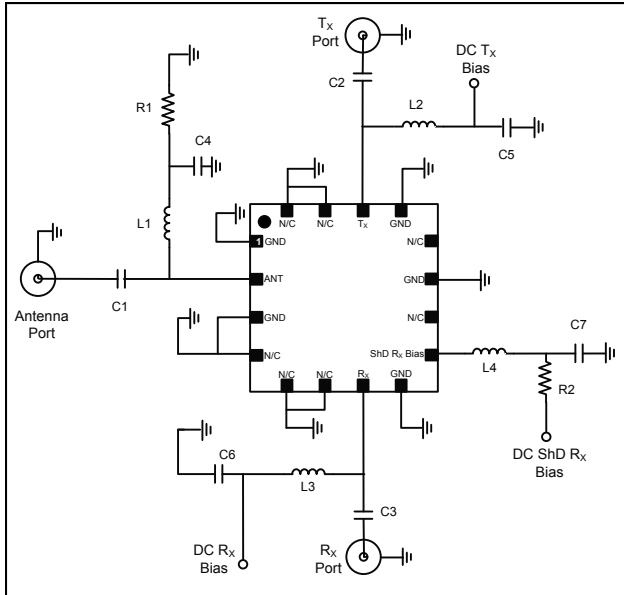 TX
Port
DC TX
Bias
C2
L2
R1
C4
C5
L1
N/C
N/C
TX
GND
1
GND
N/C
ANT
GND
C1
Antenna
Port
GND
N/C
C7
N/C
ShD RX Bias
N/C
N/C
RX
GND
L4
R2
C6
L3
DC ShD RX
Bias
C3
DC RX
Bias
RX
Port